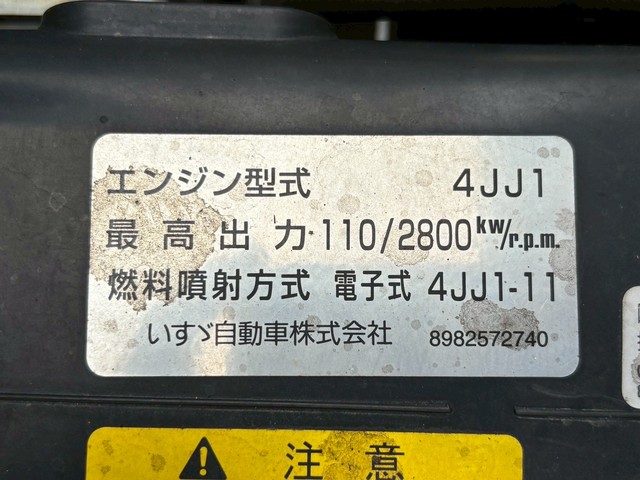 エンジン型式 4JJ1
最高出力 110/2800kw/r.p.m.
燃料噴射方式 電子式 4JJ1-11
いすゞ自動車株式会社 8982572740
注意